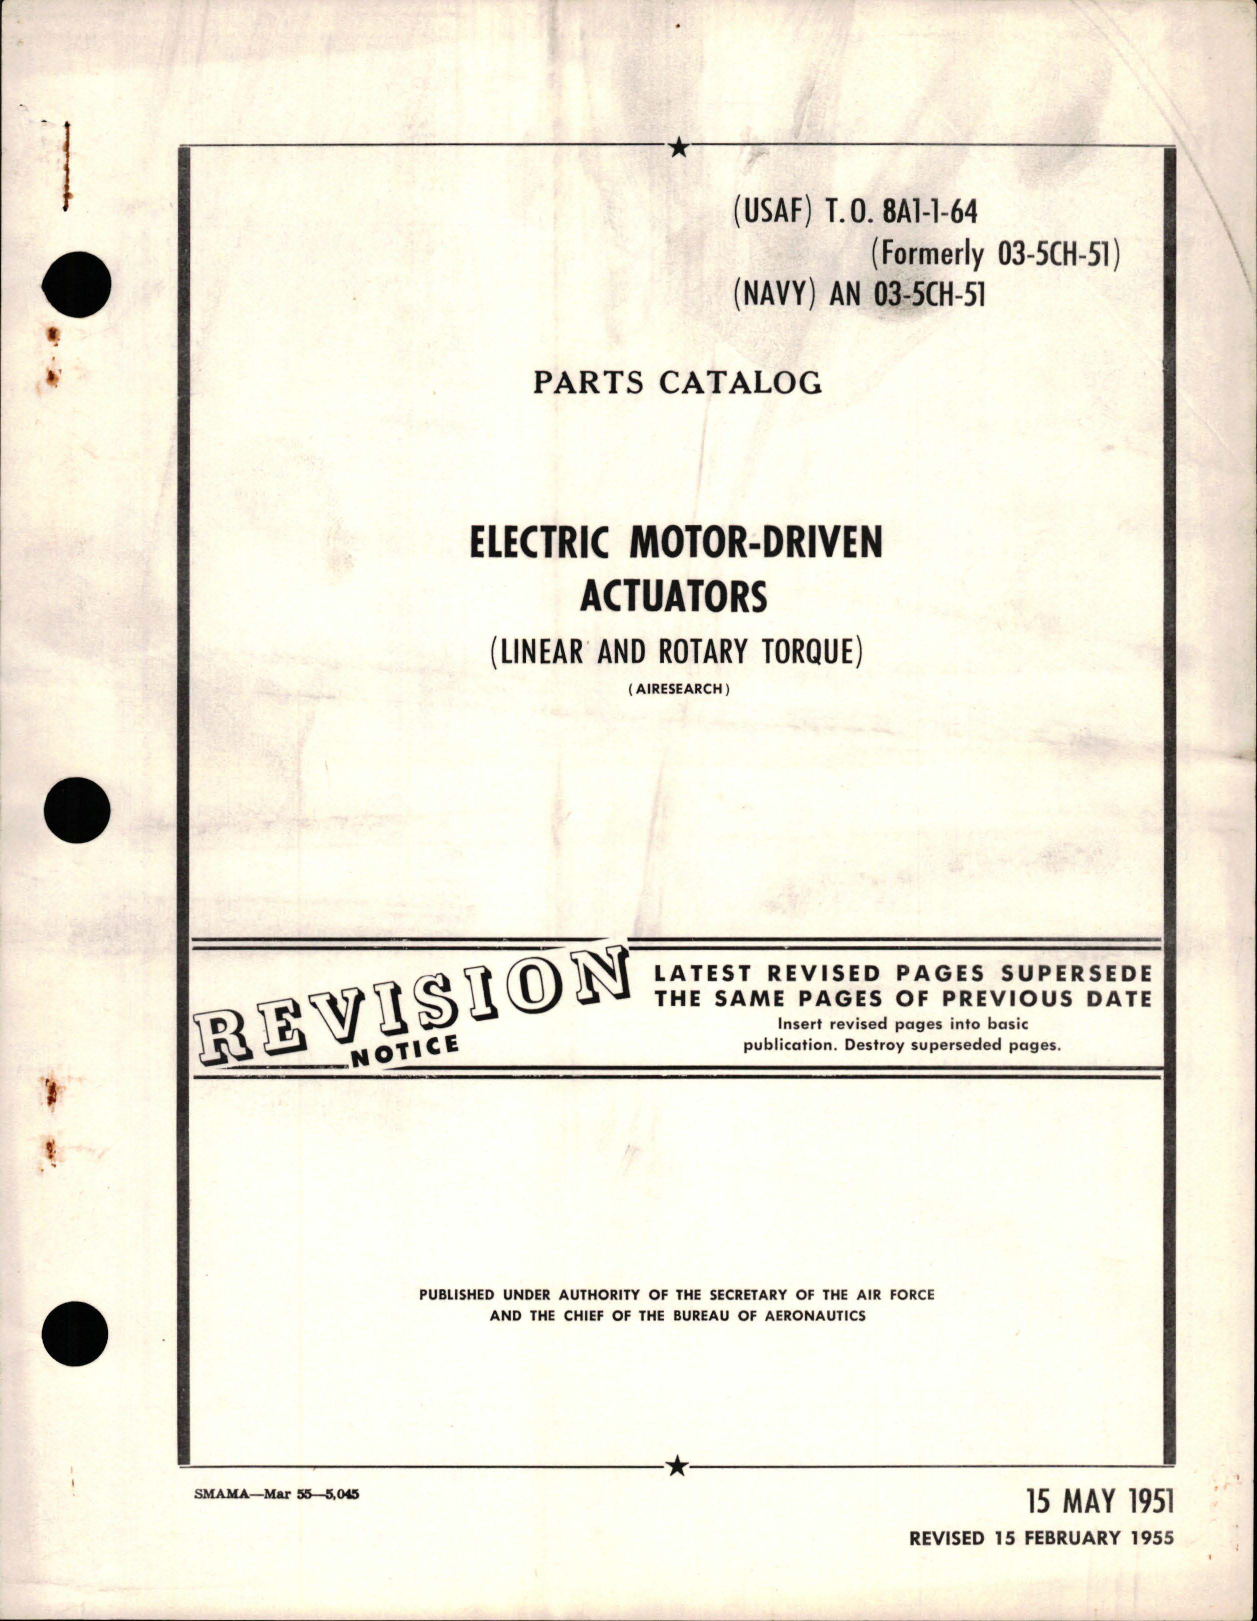 (USAF) T.O. 8A1-1-64
(Formerly 03-5CH-51)
(NAVY) AN 03-5CH-51
PARTS CATALOG
ELECTRIC MOTOR-DRIVEN
ACTUATORS
(LINEAR AND ROTARY TORQUE)
(AIRESEARCH)
REVISION
NOTICE
LATEST REVISED PAGES SUPERSEDE
THE SAME PAGES OF PREVIOUS DATE
Insert revised pages into basic
publication. Destroy superseded pages.
PUBLISHED UNDER AUTHORITY OF THE SECRETARY OF THE AIR FORCE
AND THE CHIEF OF THE BUREAU OF AERONAUTICS
SMAMA—Mar 55—5,045
15 MAY 1951
REVISED 15 FEBRUARY 1955